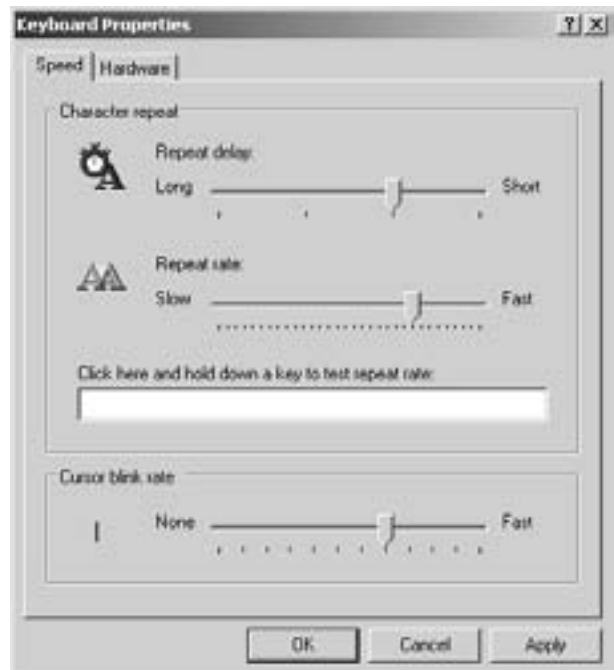 Keyboard Properties
Speed Hardware
Character repeat
Repeat delay:
Long Short
Repeat rate:
Slow Fast
Click here and hold down a key to test repeat rate:
Cursor blink rate
None Fast
OK Cancel Apply